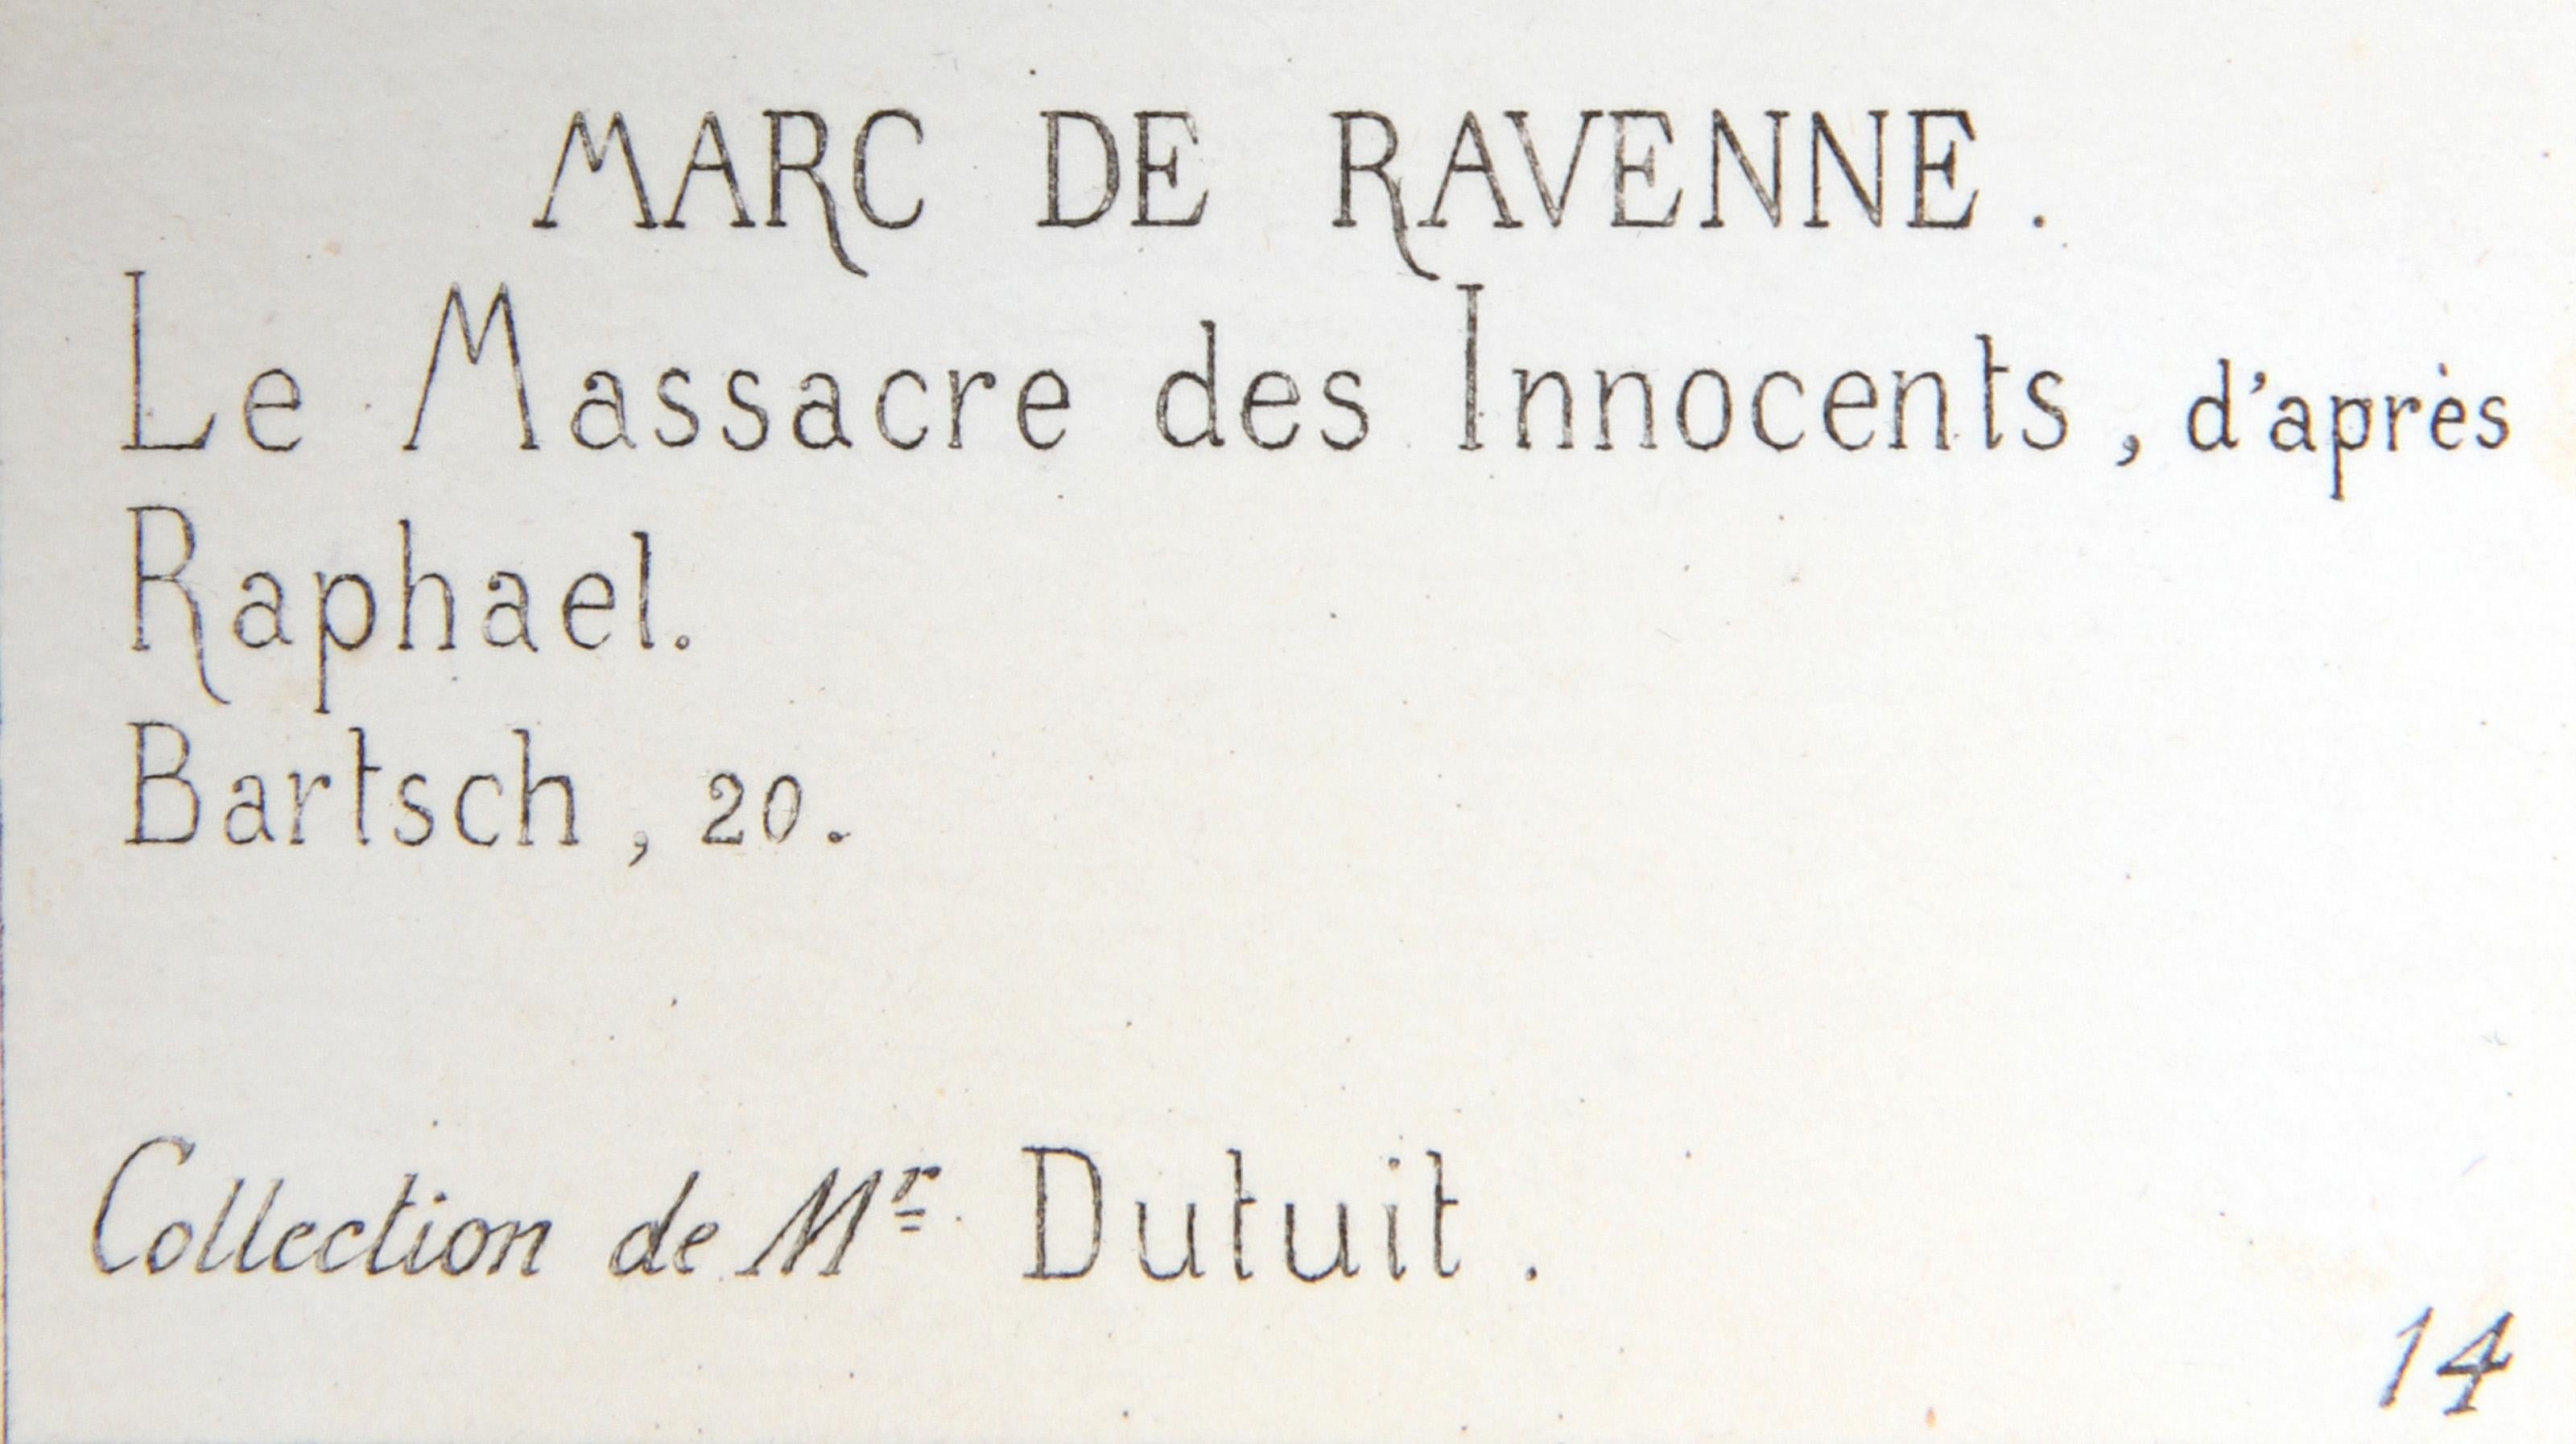 MARC DE RAVENNE.
Le Massacre des Innocents, d'après
Raphael.
Bartsch, 20.
Collection de Mr Dutuit.
14